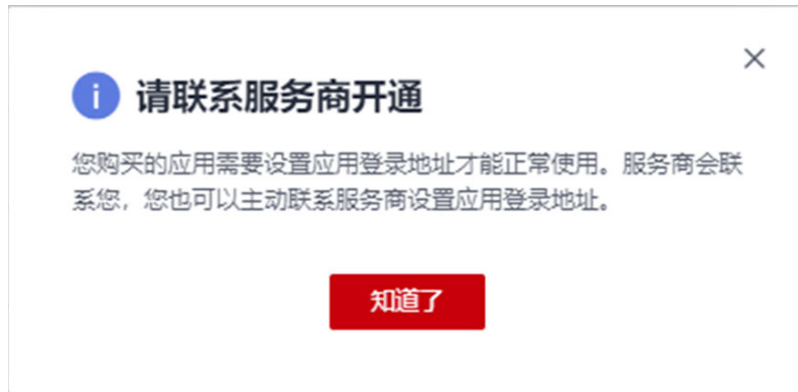 请联系服务商开通
您购买的应用需要设置应用登录地址才能正常使用。服务商会联
系您，您也可以主动联系服务商设置应用登录地址。
知道了